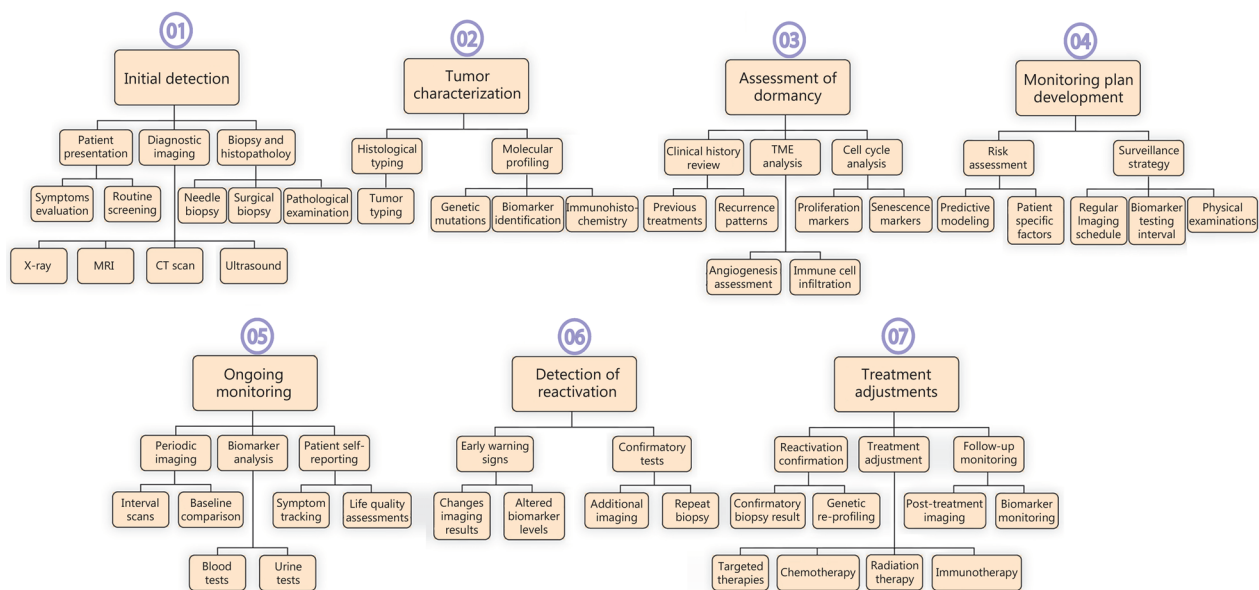 01
Initial detection
Patient
presentation
Diagnostic
imaging
Biopsy and
histopatholoy
Symptoms
evaluation
Routine
screening
Needle
biopsy
Surgical
biopsy
Pathological
examination
X-ray
MRI
CT scan
Ultrasound
02
Tumor
characterization
Histological
typing
Molecular
profiling
Tumor
typing
Genetic
mutations
Biomarker
identification
Immunohisto-
chemistry
03
Assessment of
dormancy
Clinical history
review
TME
analysis
Cell cycle
analysis
Previous
treatments
Recurrence
patterns
Proliferation
markers
Senescence
markers
Angiogenesis
assessment
Immune cell
infiltration
04
Monitoring plan
development
Risk
assessment
Surveillance
strategy
Predictive
modeling
Patient
specific
factors
Regular
Imaging
schedule
Biomarker
testing
interval
Physical
examinations
05
Ongoing
monitoring
Periodic
imaging
Biomarker
analysis
Patient self-
reporting
Interval
scans
Baseline
comparison
Symptom
tracking
Life quality
assessments
Blood
tests
Urine
tests
06
Detection of
reactivation
Early warning
signs
Confirmatory
tests
Changes
imaging
results
Altered
biomarker
levels
Additional
imaging
Repeat
biopsy
07
Treatment
adjustments
Reactivation
confirmation
Treatment
adjustment
Follow-up
monitoring
Confirmatory
biopsy result
Genetic
re-profiling
Post-treatment
imaging
Biomarker
monitoring
Targeted
therapies
Chemotherapy
Radiation
therapy
Immunotherapy